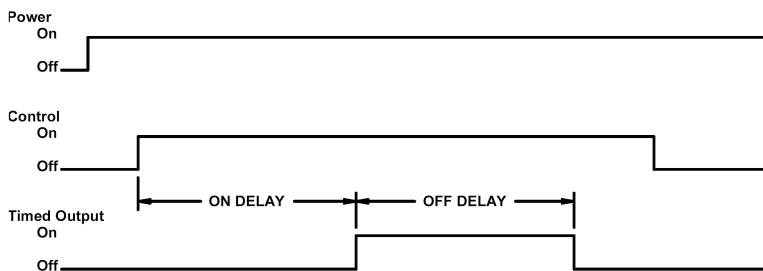 Power
On
Off
Control
On
Off
ON DELAY
OFF DELAY
Timed Output
On
Off